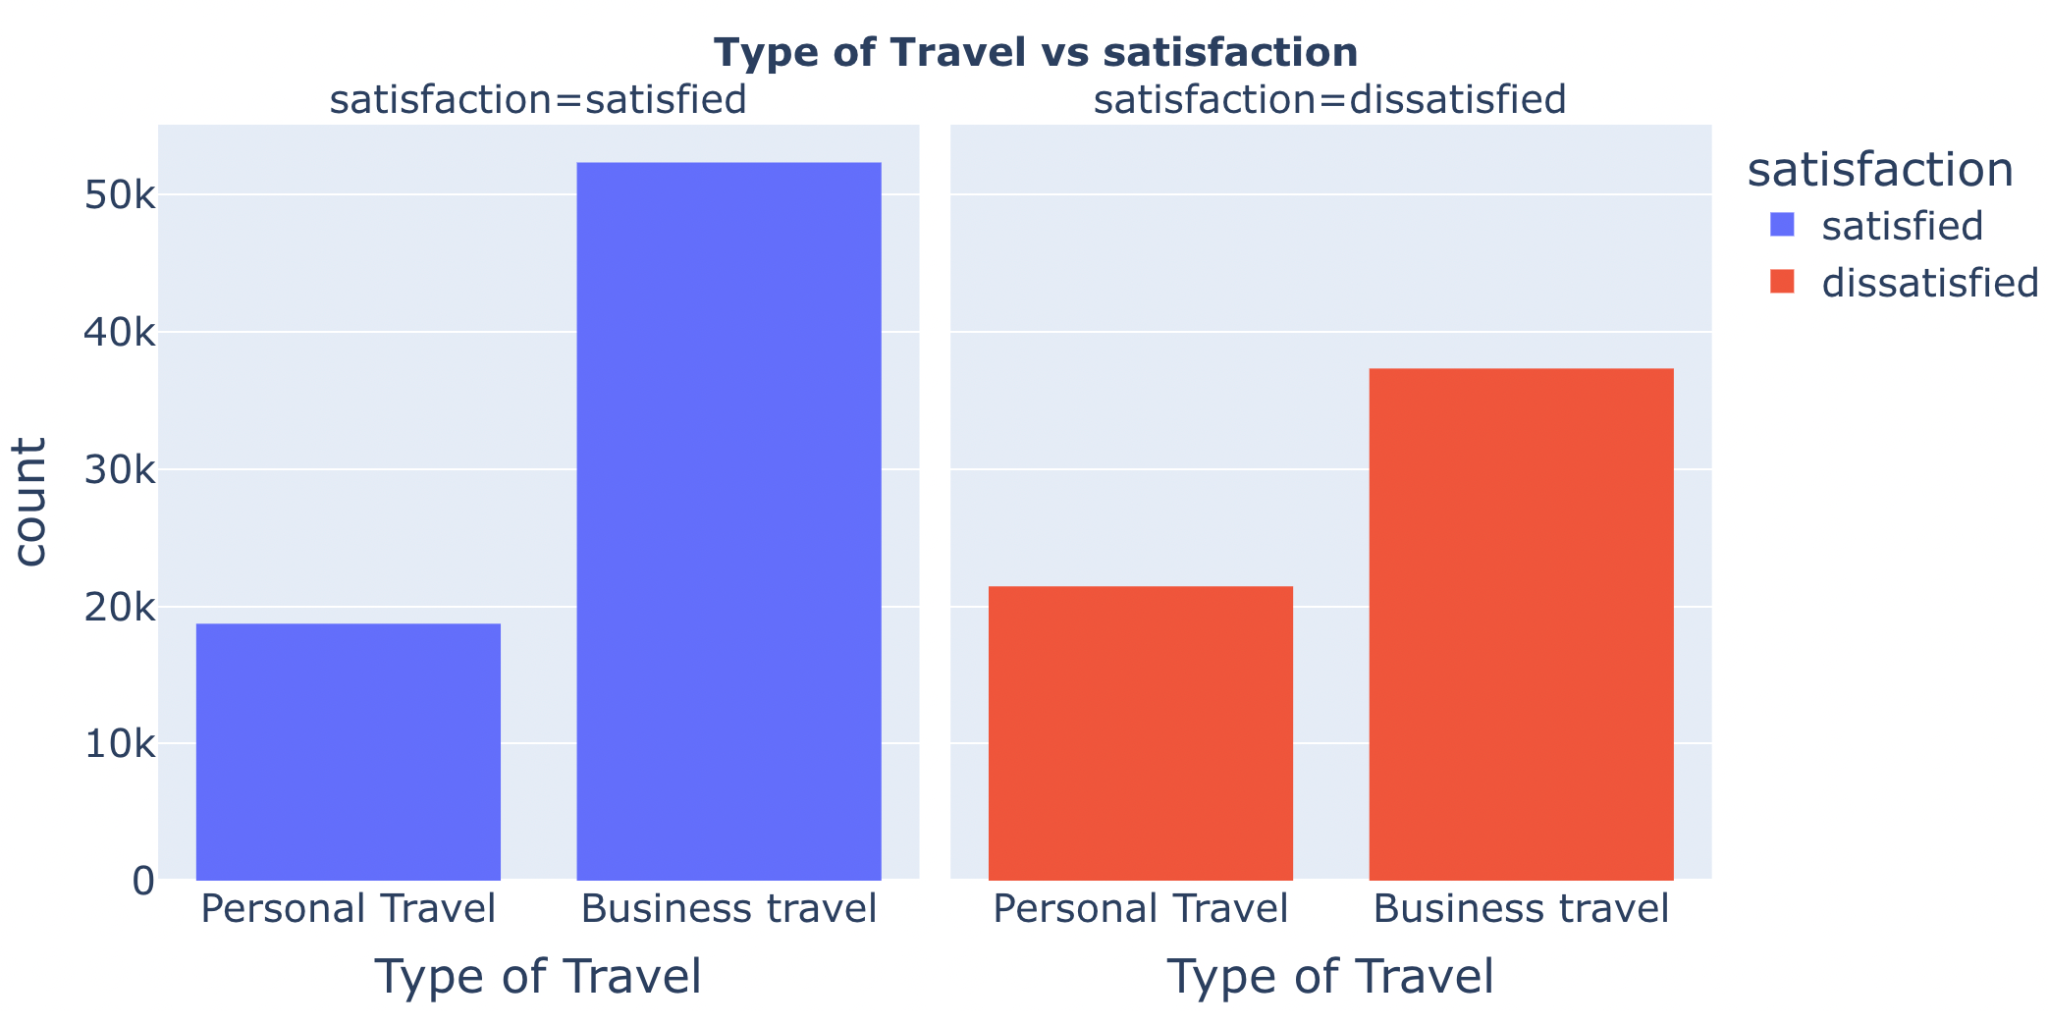 Type of Travel vs satisfaction
satisfaction=satisfied
satisfaction=dissatisfied
satisfaction
satisfied
dissatisfied
count
50k
40k
30k
20k
10k
0
Personal Travel
Business travel
Personal Travel
Business travel
Type of Travel
Type of Travel